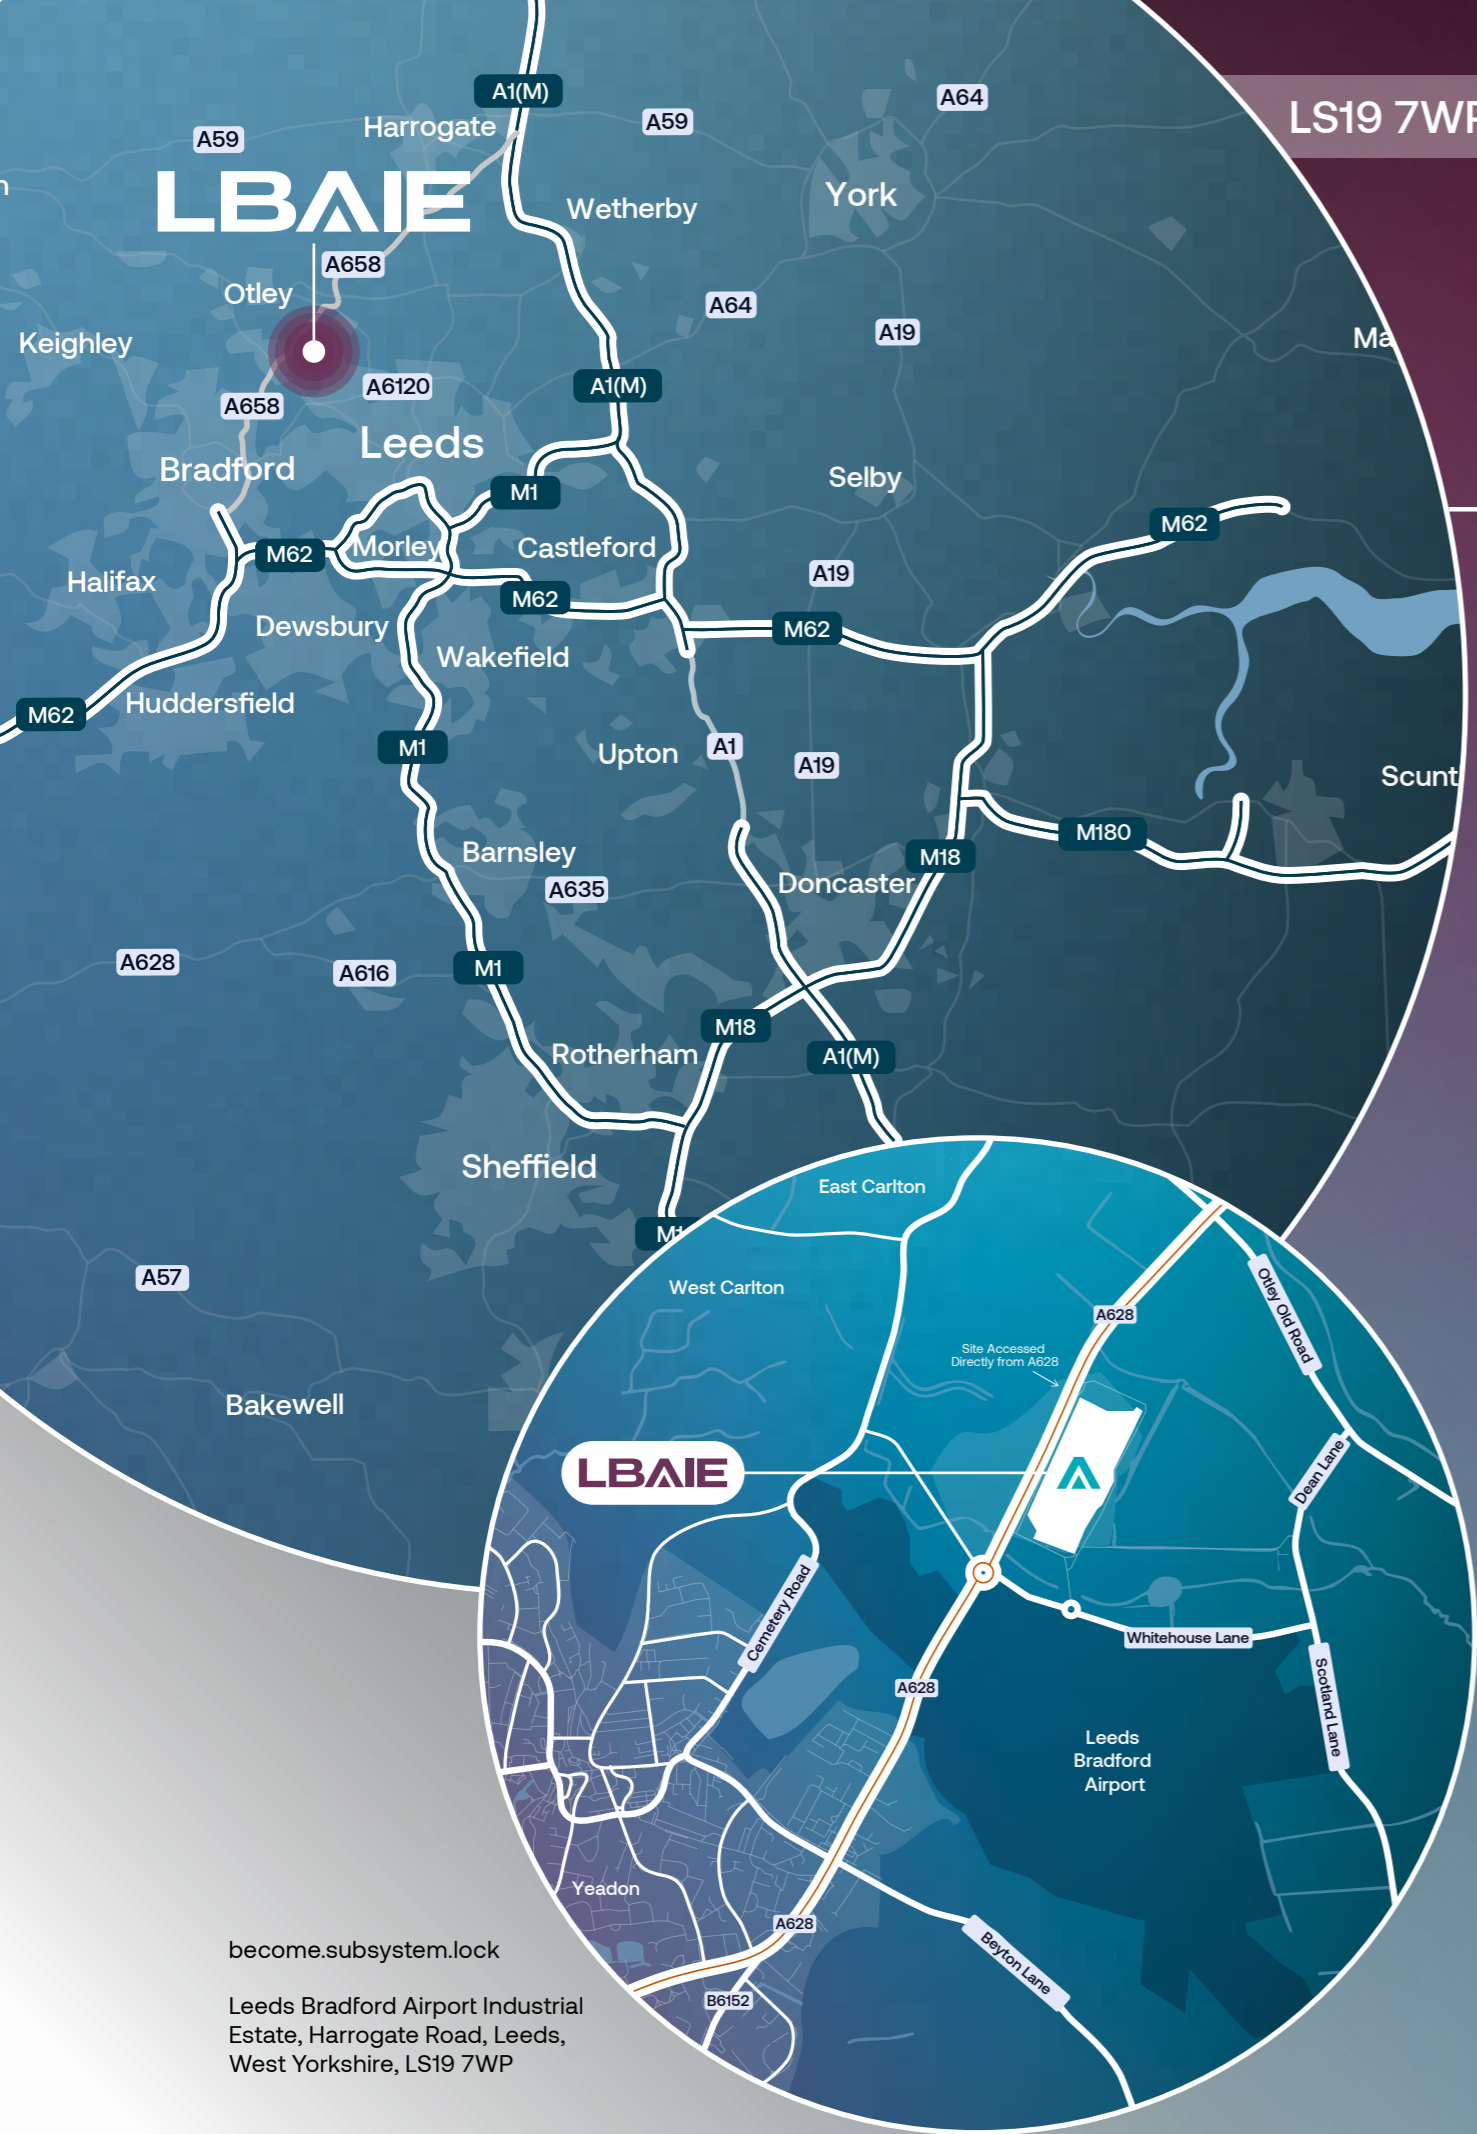 A1(M)
A64
A59
LS19 7WP
Harrogate
A59
LBAIE
Wetherby
York
A658
Otley
A64
A19
Keighley
Ma
A6120
A1(M)
A658
Leeds
Bradford
Selby
M1
M62
Morley
Castleford
M62
Halifax
A19
M62
Dewsbury
M62
Wakefield
Huddersfield
M62
M1
Upton
A1
A19
Scunt
M180
Barnsley
M18
A635
Doncaster
A628
A616
M1
M18
Rotherham
A1(M)
Sheffield
East Carlton
M1
A57
West Carlton
Otley Old Road
A628
Site Accessed
Directly from A628
Bakewell
LBAIE
Dean Lane
Cemetery Road
Whitehouse Lane
Scotland Lane
A628
Leeds
Bradford
Airport
Yeadon
A628
Beyton Lane
B6152
become.subsystem.lock
Leeds Bradford Airport Industrial
Estate, Harrogate Road, Leeds,
West Yorkshire, LS19 7WP